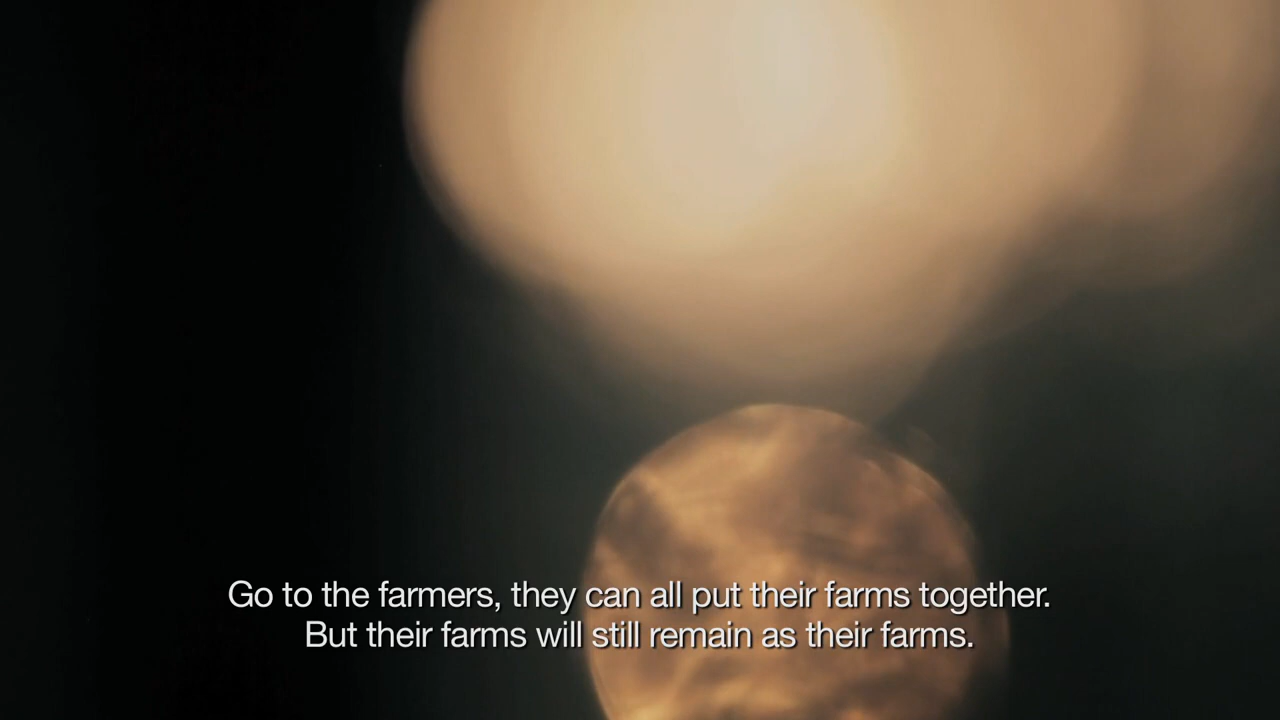 Go to the farmers, they can all put their farms together.
But their farms will still remain as their farms.